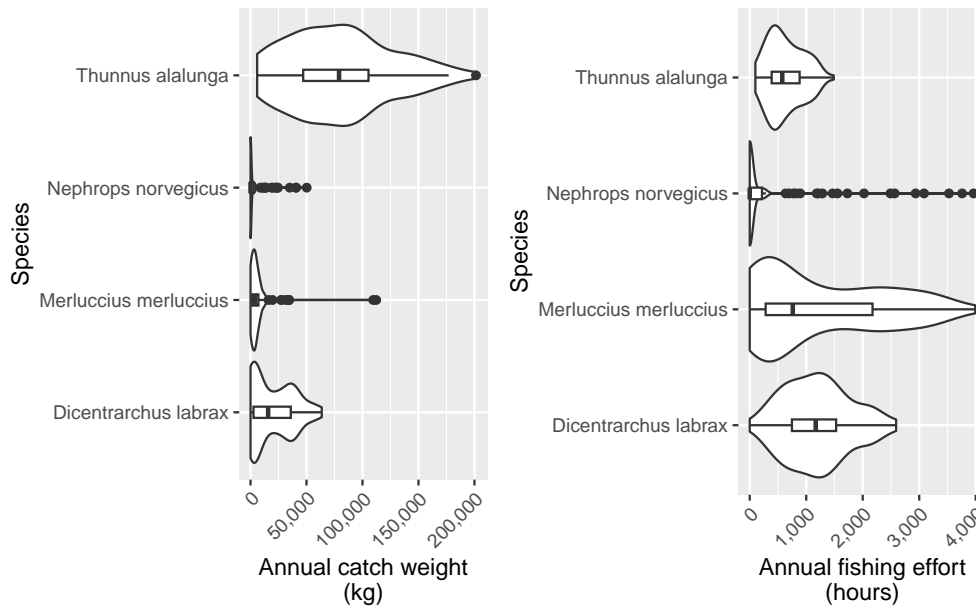 Species
Thunnus alalunga
Nephrops norvegicus
Merluccius merluccius
Dicentrarchus labrax
0
50,000
100,000
150,000
200,000
Annual catch weight
(kg)
Species
Thunnus alalunga
Nephrops norvegicus
Merluccius merluccius
Dicentrarchus labrax
0
1,000
2,000
3,000
Annual fishing effort
(hours)